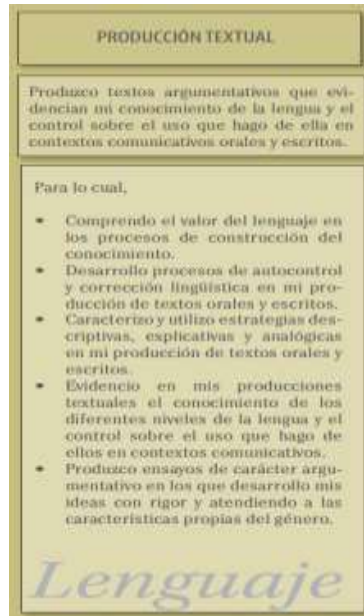 PRODUCCIÓN TEXTUAL
Produzco textos argumentativos que evi-
dencian mi conocimiento de la lengua y el
control sobre el uso que hago de ella en
contextos comunicativos orales y escritos.
Para lo cual,
• Comprendo el valor del lenguaje en
los procesos de construcción del
conocimiento.
• Desarrollo procesos de autocontrol
y corrección lingüística en mi pro-
ducción de textos orales y escritos.
• Caracterizo y utilizo estrategias des-
criptivas, explicativas y analógicas
en mi producción de textos orales y
escritos.
• Evidencio en mis producciones
textuales el conocimiento de los
diferentes niveles de la lengua y el
control sobre el uso que hago de
ellos en contextos comunicativos.
• Produzco ensayos de carácter argu-
mentativo en los que desarrollo mis
ideas con rigor y atendiendo a las
características propias del género.
Lenguaje